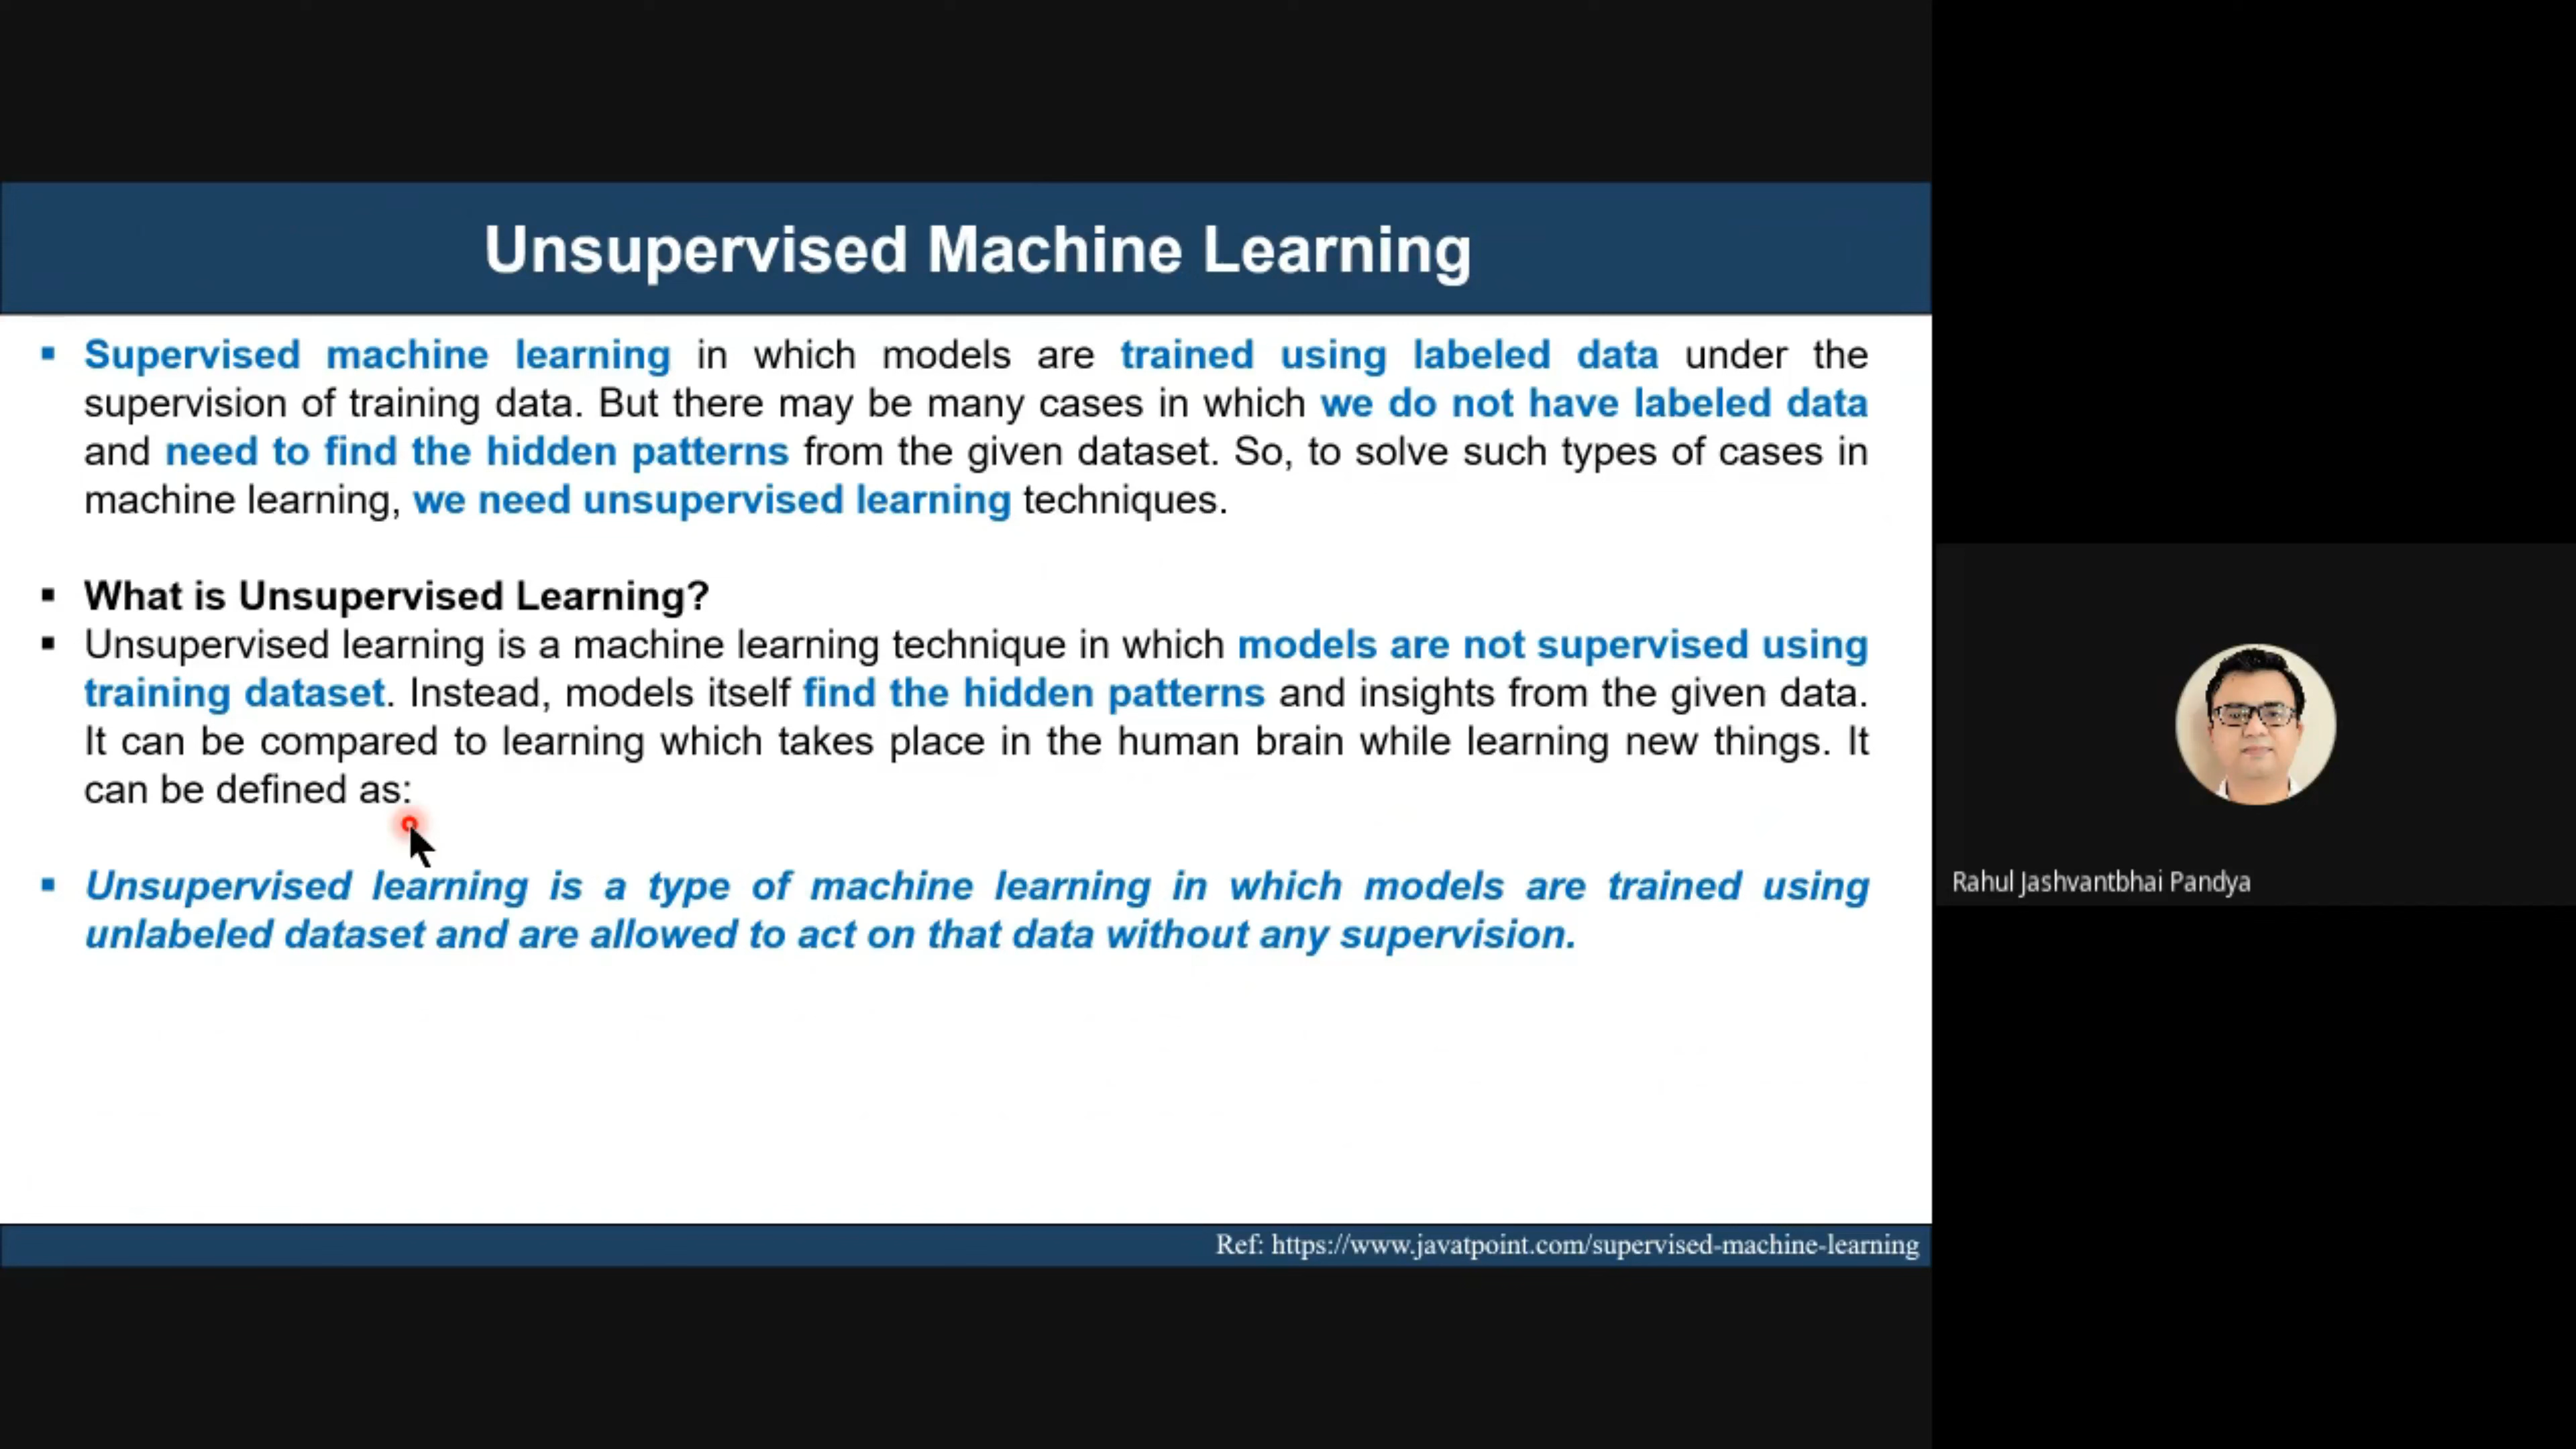 Unsupervised Machine Learning
▪ Supervised machine learning in which models are trained using labeled data under the
supervision of training data. But there may be many cases in which we do not have labeled data
and need to find the hidden patterns from the given dataset. So, to solve such types of cases in
machine learning, we need unsupervised learning techniques.
▪ What is Unsupervised Learning?
▪ Unsupervised learning is a machine learning technique in which models are not supervised using
training dataset. Instead, models itself find the hidden patterns and insights from the given data.
It can be compared to learning which takes place in the human brain while learning new things. It
can be defined as:
▪ Unsupervised learning is a type of machine learning in which models are trained using
unlabeled dataset and are allowed to act on that data without any supervision.
Ref: https://www.javatpoint.com/supervised-machine-learning
Rahul Jashvantbhai Pandya